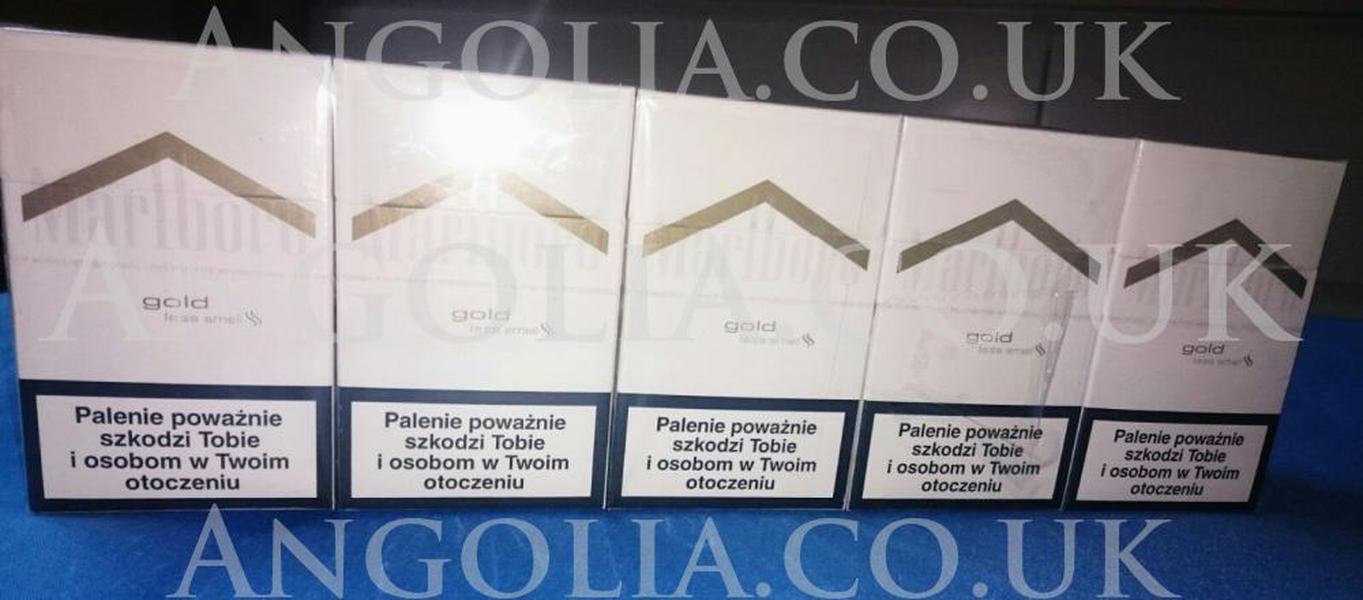 ANGOLIA.CO.UK
Marlboro Marlboro Marlboro Marlboro Marlboro
ANGOLIA.CO.UK
gold
less smell
gold
less smell
gold
less smell
gold
less smell
gold
less smell
Palenie poważnie
szkodzi Tobie
i osobom w Twoim
otoczeniu
Palenie poważnie
szkodzi Tobie
i osobom w Twoim
otoczeniu
Palenie poważnie
szkodzi Tobie
i osobom w Twoim
otoczeniu
Palenie poważnie
szkodzi Tobie
i osobom w Twoim
otoczeniu
Palenie poważnie
szkodzi Tobie
i osobom w Twoim
otoczeniu
ANGOLIA.CO.UK